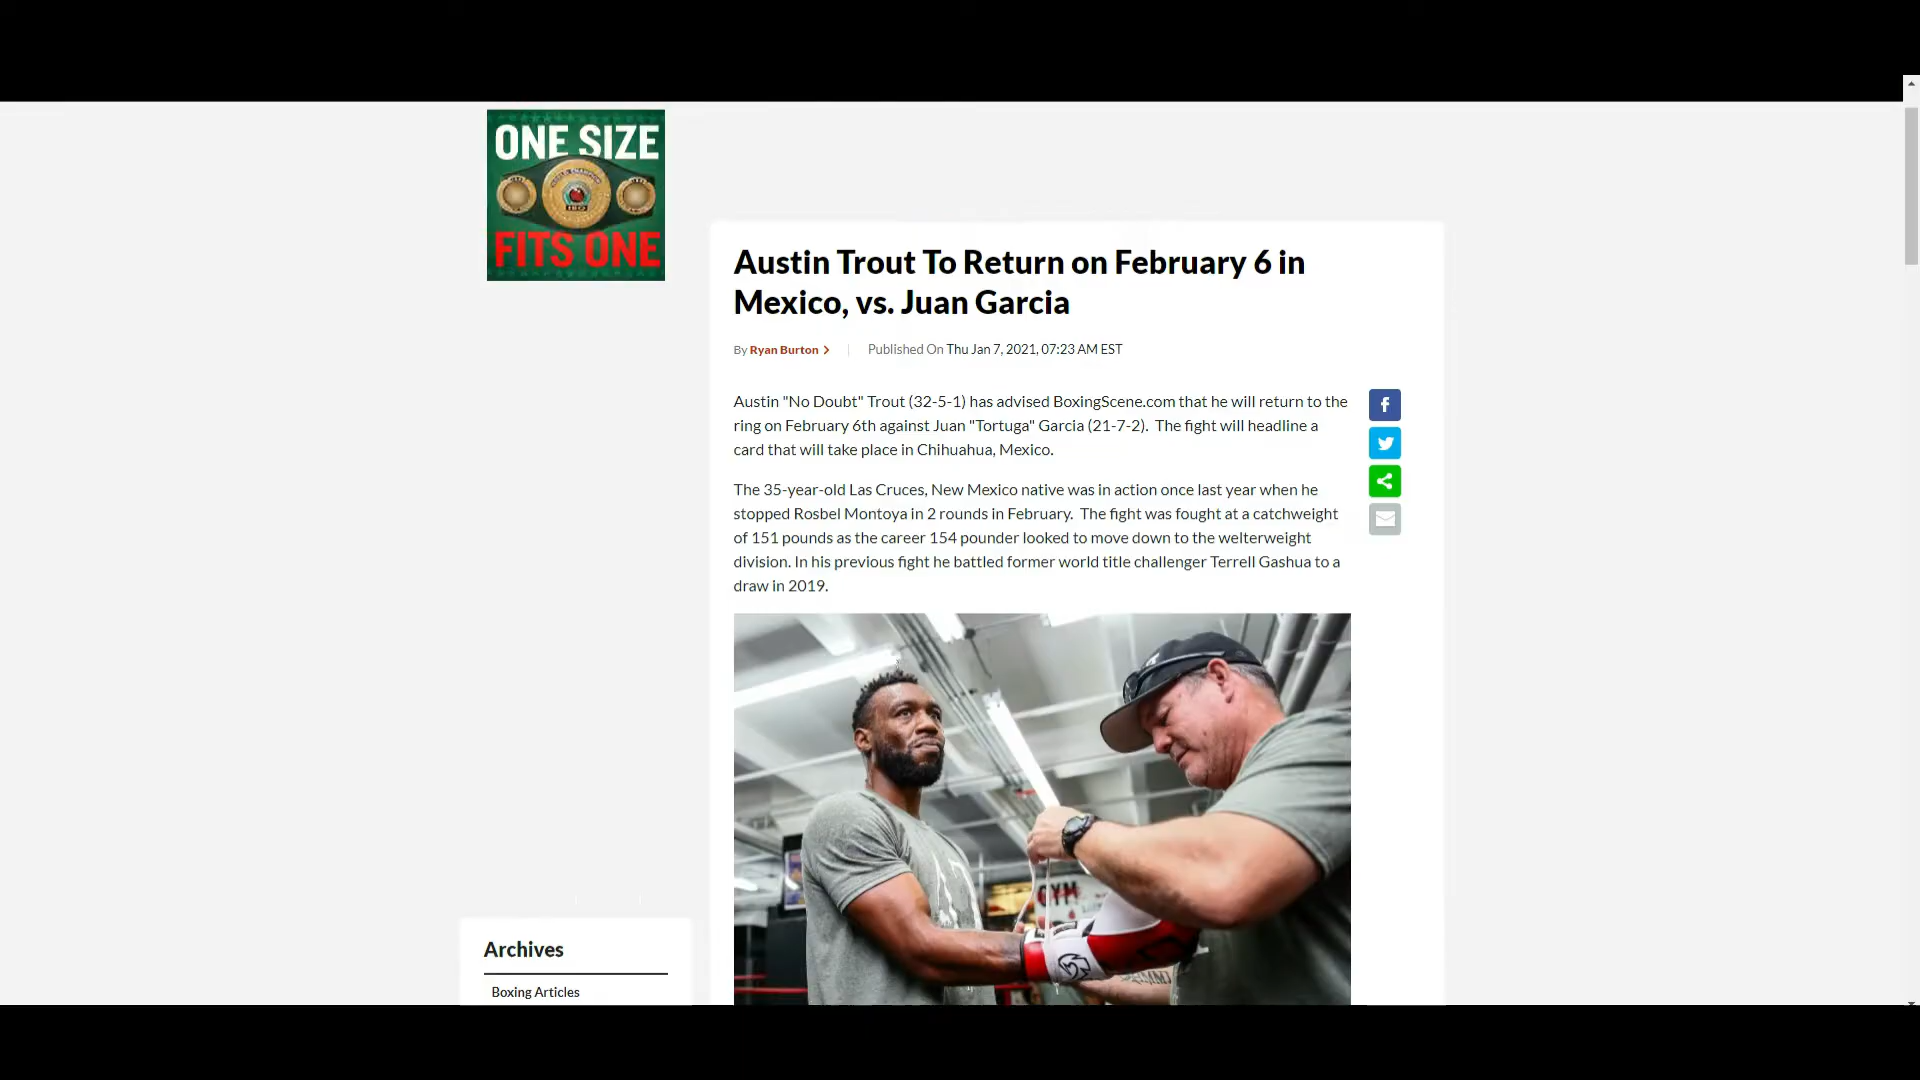 ONE SIZE
WORLD CHAMPION
IBO
FITS ONE
Austin Trout To Return on February 6 in
Mexico, vs. Juan Garcia
By Ryan Burton
Published On Thu Jan 7, 2021, 07:23 AM EST
Austin "No Doubt" Trout (32-5-1) has advised BoxingScene.com that he will return to the
ring on February 6th against Juan "Tortuga" Garcia (21-7-2). The fight will headline a
card that will take place in Chihuahua, Mexico.
The 35-year-old Las Cruces, New Mexico native was in action once last year when he
stopped Rosbel Montoya in 2 rounds in February. The fight was fought at a catchweight
of 151 pounds as the career 154 pounder looked to move down to the welterweight
division. In his previous fight he battled former world title challenger Terrell Gashua to a
draw in 2019.
GYM
Archives
Boxing Articles